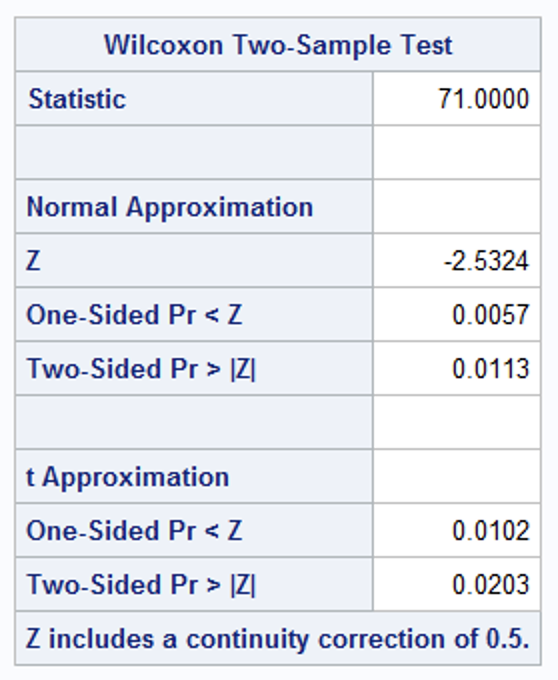 Wilcoxon Two-Sample Test
Statistic 71.0000
Normal Approximation
Z -2.5324
One-Sided Pr < Z 0.0057
Two-Sided Pr > |Z| 0.0113
t Approximation
One-Sided Pr < Z 0.0102
Two-Sided Pr > |Z| 0.0203
Z includes a continuity correction of 0.5.